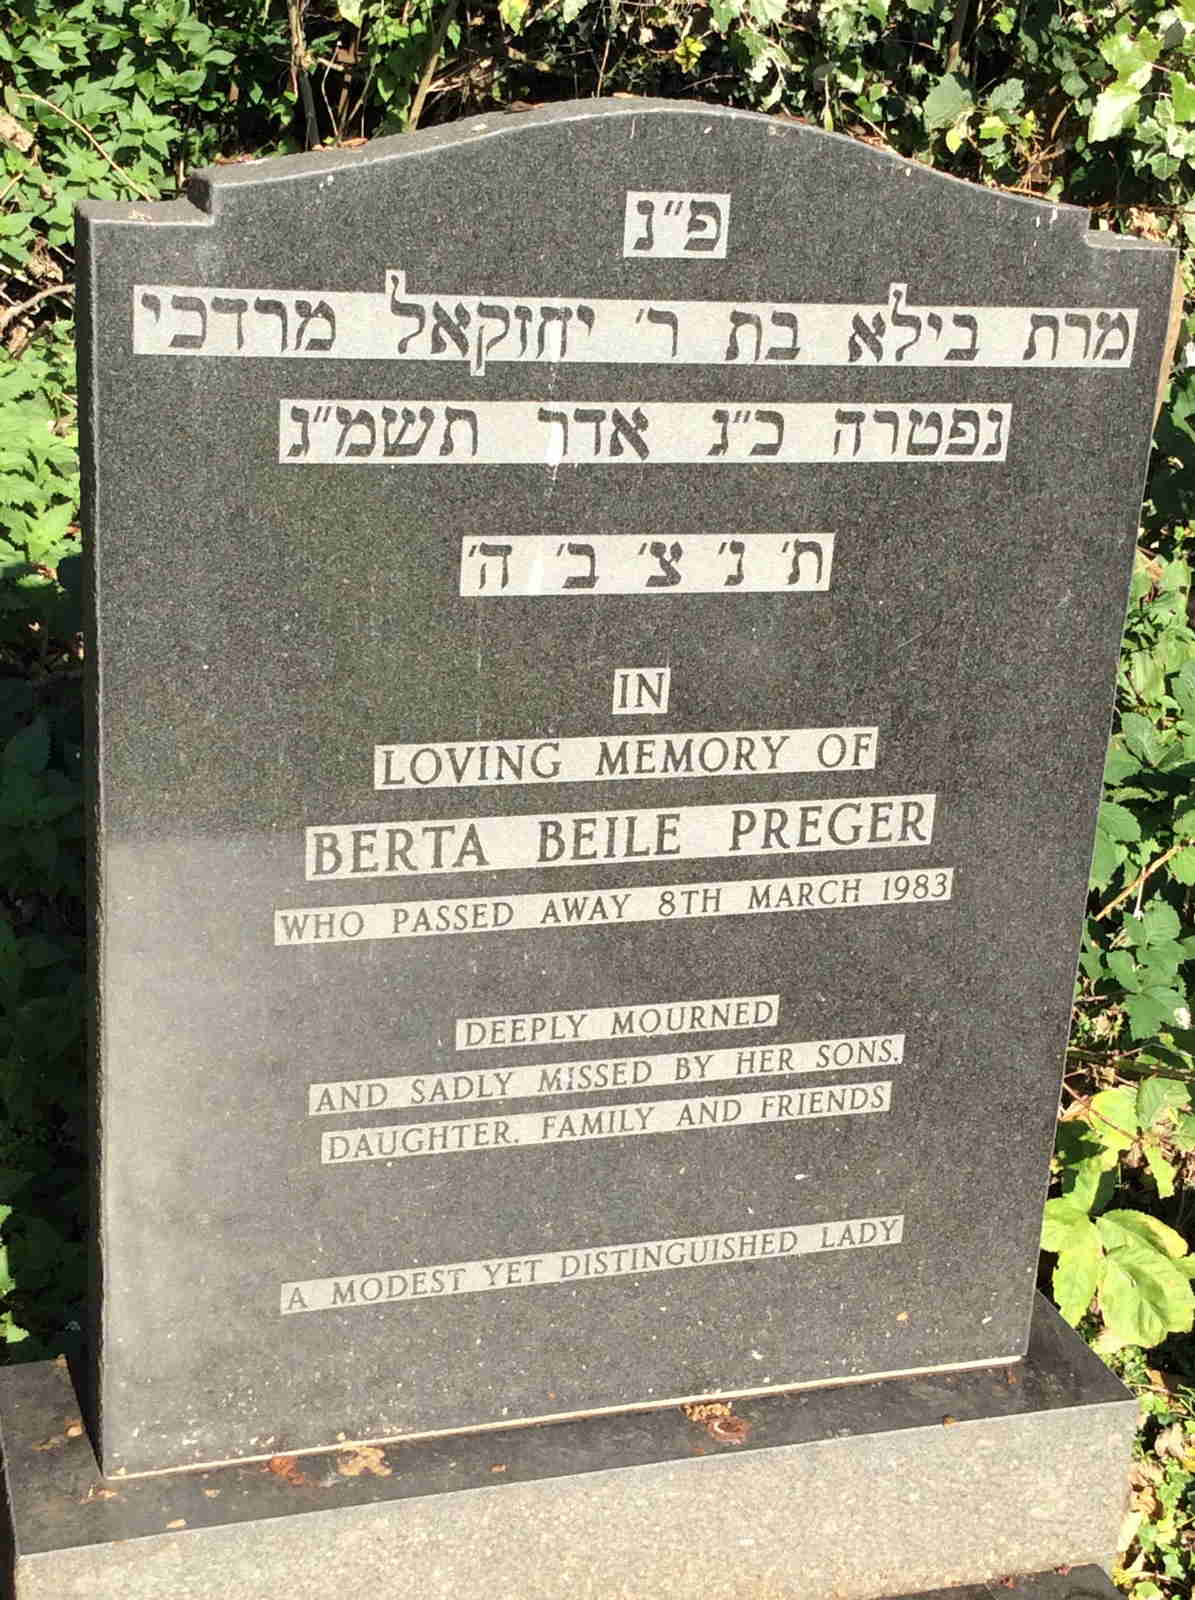 פ״נ
מרת בילא בת ר׳ יחזקאל מרדכי
נפטרה כ״ג אדר תשמ״ג
ת׳ נ׳ צ׳ ב׳ ה׳
IN
LOVING MEMORY OF
BERTA BEILE PREGER
WHO PASSED AWAY 8TH MARCH 1983
DEEPLY MOURNED
AND SADLY MISSED BY HER SONS.
DAUGHTER. FAMILY AND FRIENDS
A MODEST YET DISTINGUISHED LADY